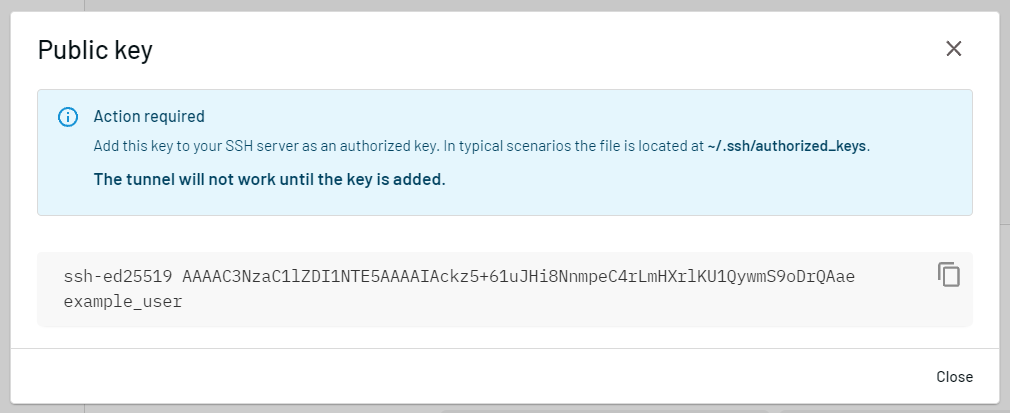 Public key
Action required
Add this key to your SSH server as an authorized key. In typical scenarios the file is located at ~/.ssh/authorized_keys.
The tunnel will not work until the key is added.
ssh-ed25519 AAAAC3NzaC1lZDI1NTE5AAAAIAckz5+61uJHi8NnmpeC4rLmHXrlKU1QywmS9oDrQAae
example_user
Close